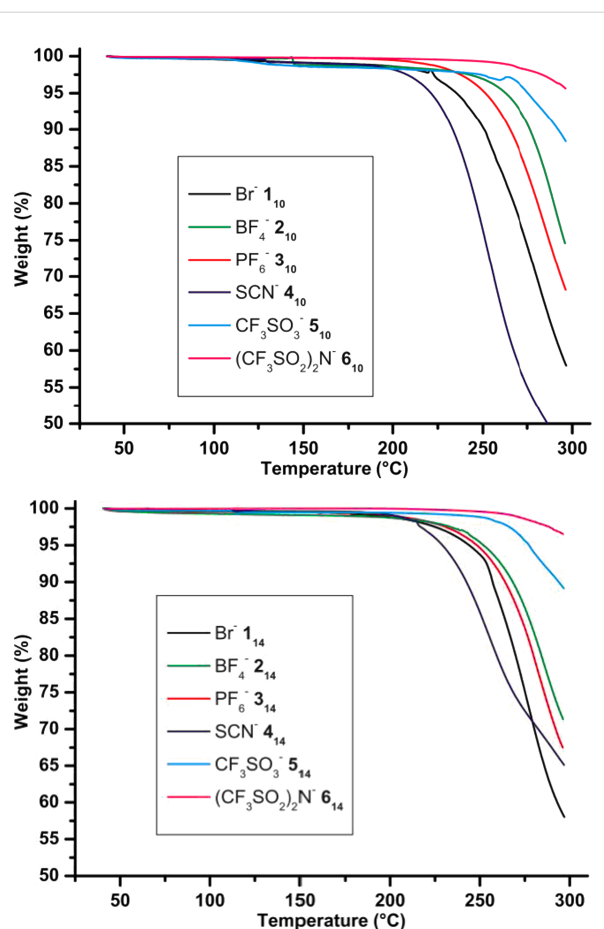 100
95
90
85
80
75
70
65
60
55
50
Weight (%)
Br⁻ 1₁₀
BF₄⁻ 2₁₀
PF₆⁻ 3₁₀
SCN⁻ 4₁₀
CF₃SO₃⁻ 5₁₀
(CF₃SO₂)₂N⁻ 6₁₀
50 100 150 200 250 300
Temperature (°C)
100
95
90
85
80
75
70
65
60
55
50
Weight (%)
Br⁻ 1₁₄
BF₄⁻ 2₁₄
PF₆⁻ 3₁₄
SCN⁻ 4₁₄
CF₃SO₃⁻ 5₁₄
(CF₃SO₂)₂N⁻ 6₁₄
50 100 150 200 250 300
Temperature (°C)